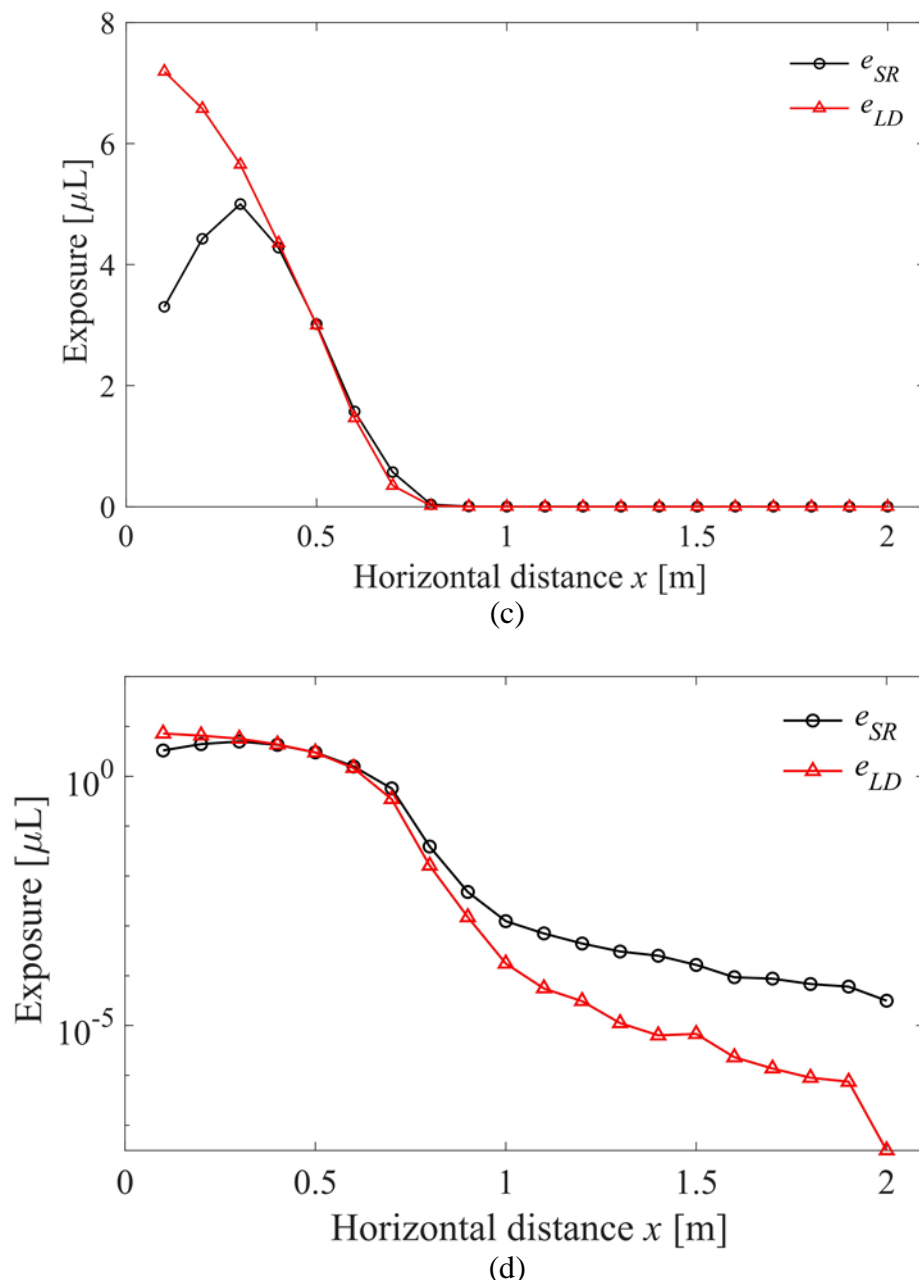 8
6
4
2
0
Exposure [μL]
e_SR
e_LD
0 0.5 1 1.5 2
Horizontal distance x [m]
(c)
10^0
10^-5
Exposure [μL]
e_SR
e_LD
0 0.5 1 1.5 2
Horizontal distance x [m]
(d)